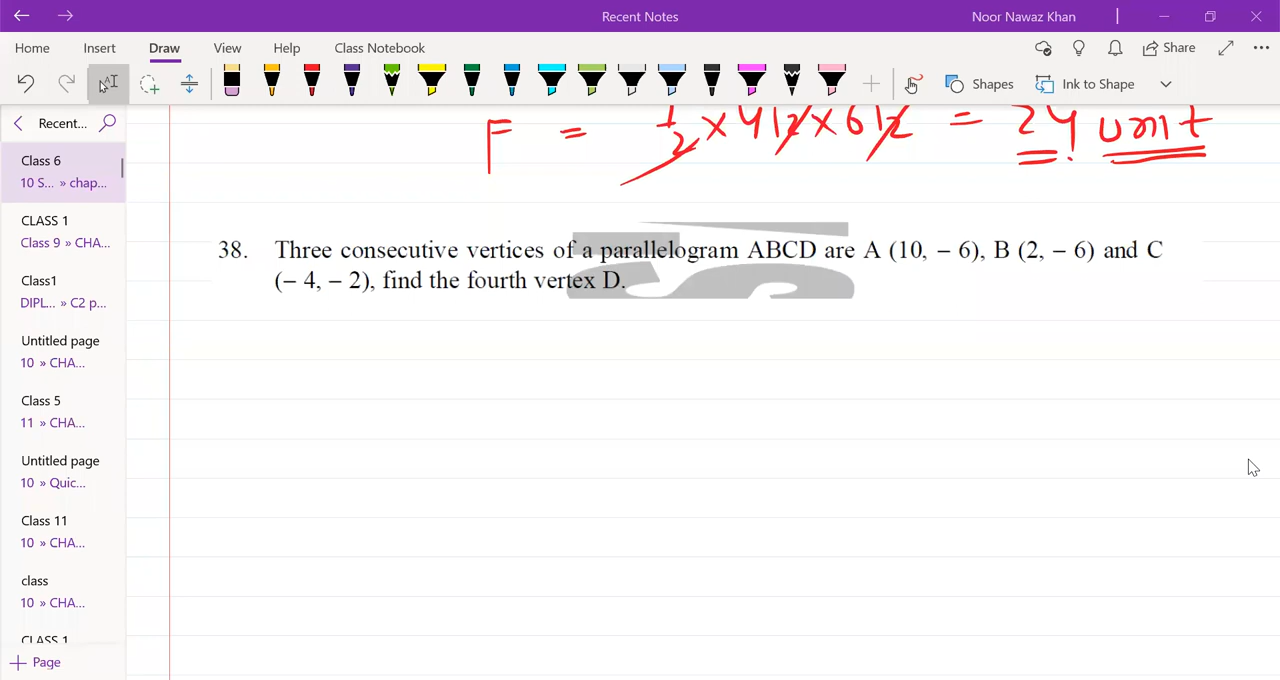 Recent Notes
Noor Nawaz Khan
Home Insert Draw View Help Class Notebook
Share
Shapes
Ink to Shape
Recent...
Class 6
10 S... » chap...
CLASS 1
Class 9 » CHA...
Class1
DIPL... » C2 p...
Untitled page
10 » CHA...
Class 5
11 » CHA...
Untitled page
10 » Quic...
Class 11
10 » CHA...
class
10 » CHA...
CLASS 1
+ Page
= 24 unit
38. Three consecutive vertices of a parallelogram ABCD are A (10, – 6), B (2, – 6) and C
(– 4, – 2), find the fourth vertex D.